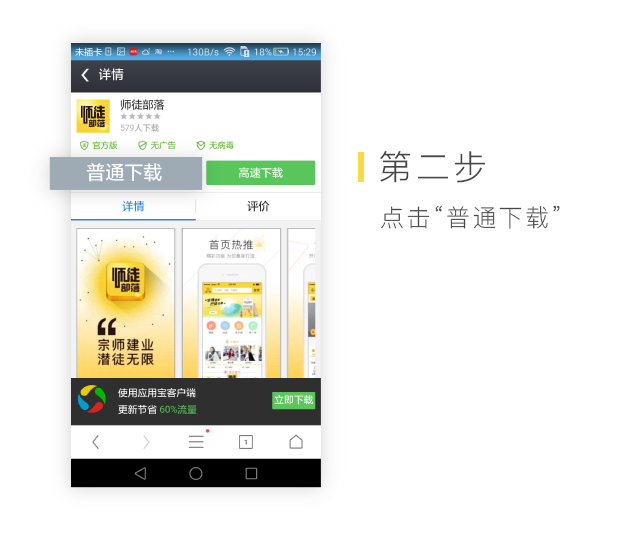 未插卡 130B/s 18% 15:29
详情
师徒部落
师徒
部落
579人下载
官方版 无广告 无病毒
普通下载 高速下载
详情 评价
师徒
部落
宗师建业
潜徒无限
首页热推
使用应用宝客户端
更新节省 60%流量
立即下载
1
第二步
点击“普通下载”